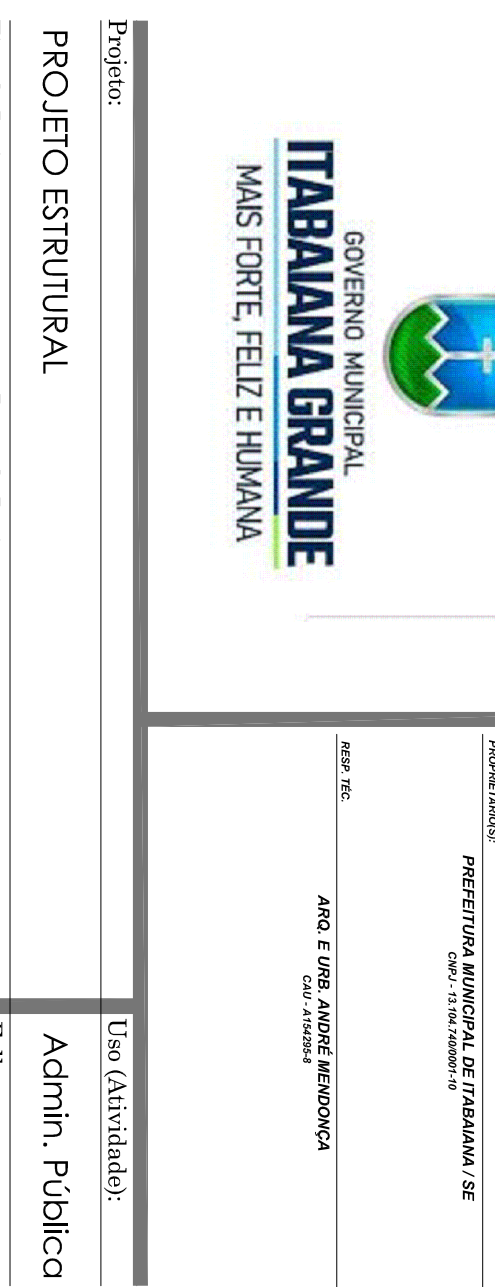 GOVERNO MUNICIPAL
ITABAIANA GRANDE
MAIS FORTE, FELIZ E HUMANA
PROPRIETÁRIO(S):
PREFEITURA MUNICIPAL DE ITABAIANA / SE
CNPJ - 13.104.740/0001-10
RESP. TÉC.
ARQ. E URB. ANDRÉ MENDONÇA
CAU - A154295-8
Projeto:
PROJETO ESTRUTURAL
Uso (Atividade):
Admin. Pública